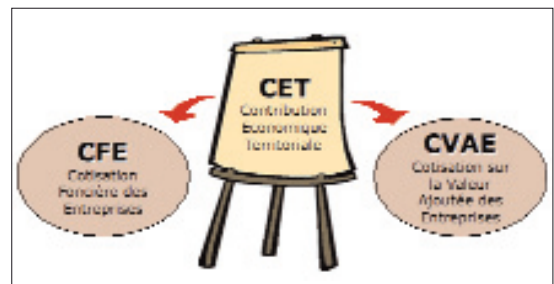 CET
Contribution
Economique
Territoriale
CFE
Cotisation
Foncière des
Entreprises
CVAE
Cotisation sur
la Valeur
Ajoutée des
Entreprises